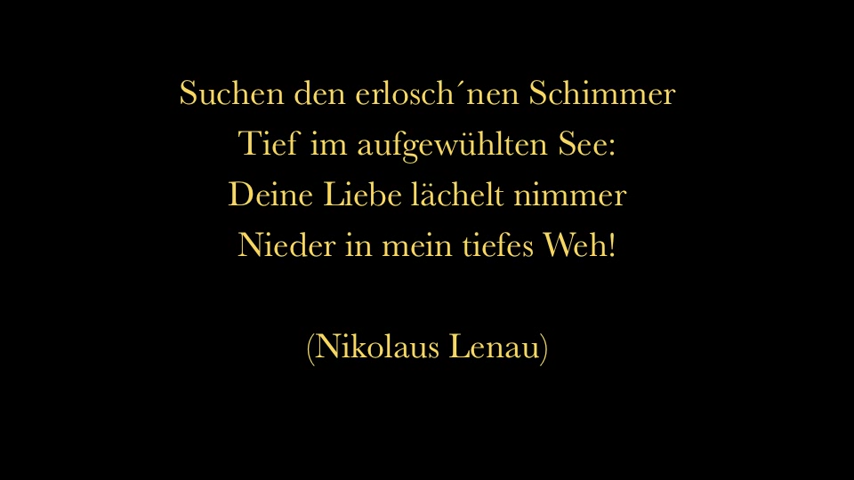 Suchen den erlosch´nen Schimmer
Tief im aufgewühlten See:
Deine Liebe lächelt nimmer
Nieder in mein tiefes Weh!
(Nikolaus Lenau)